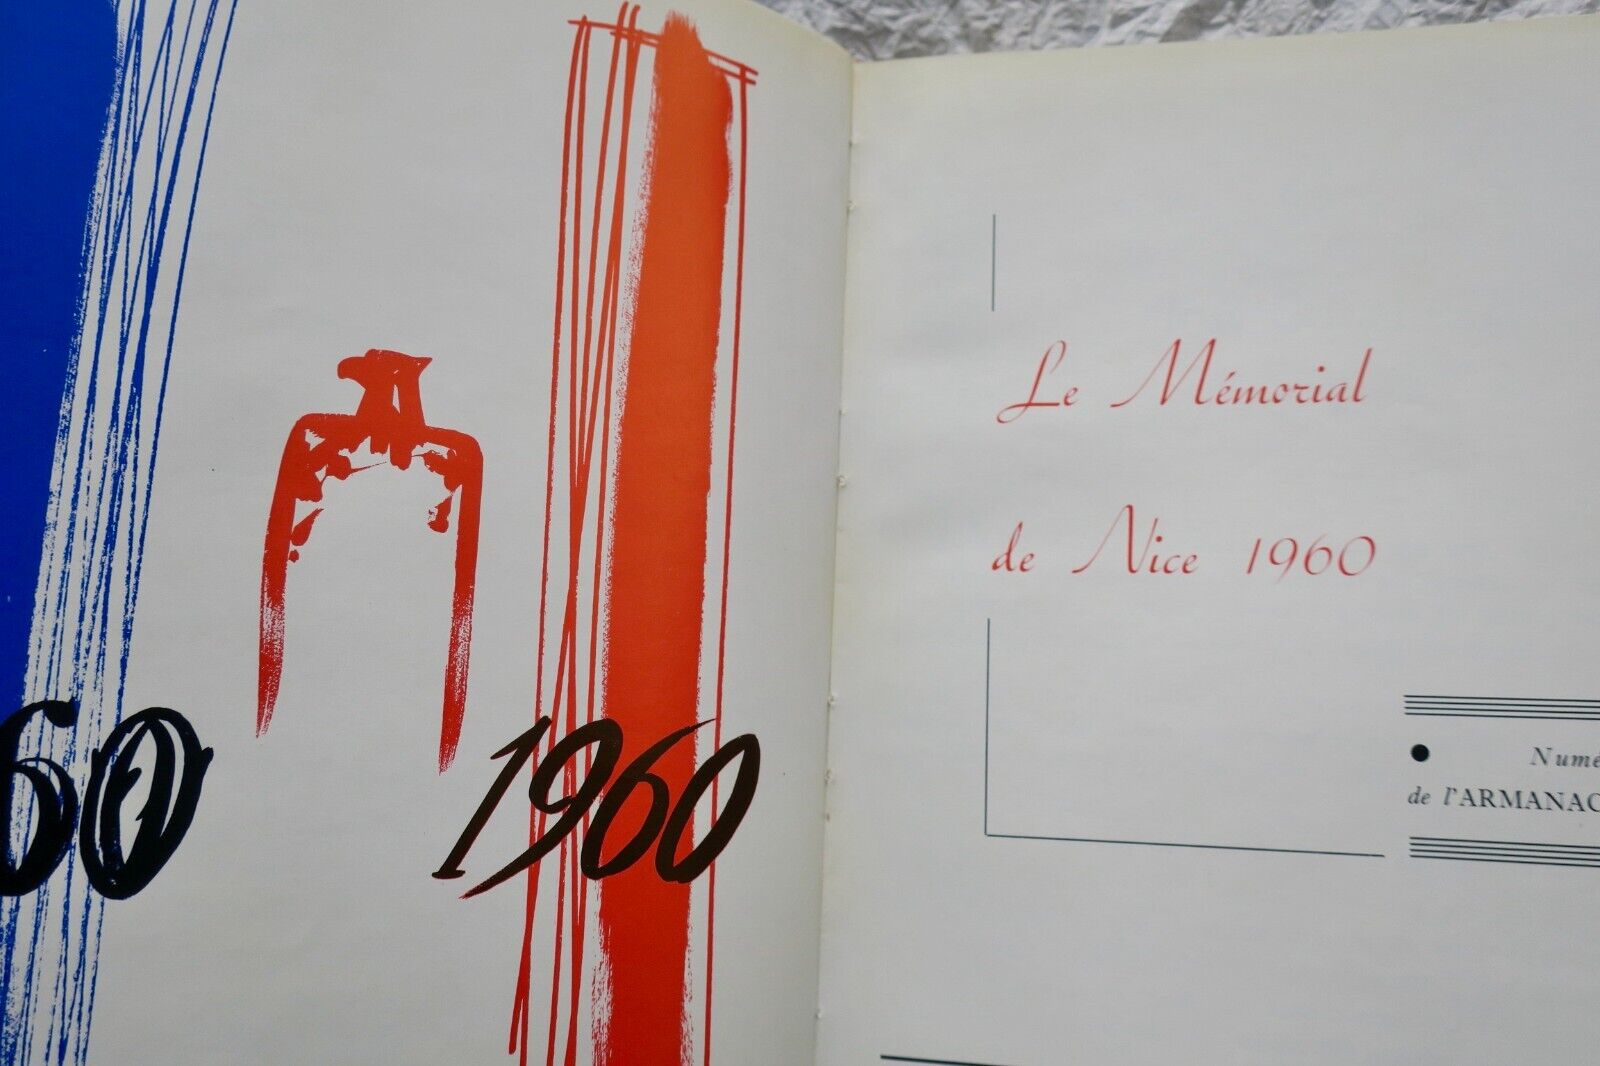 60
1960
Le Mémorial
de Nice 1960
● Numé
de l'ARMANAC